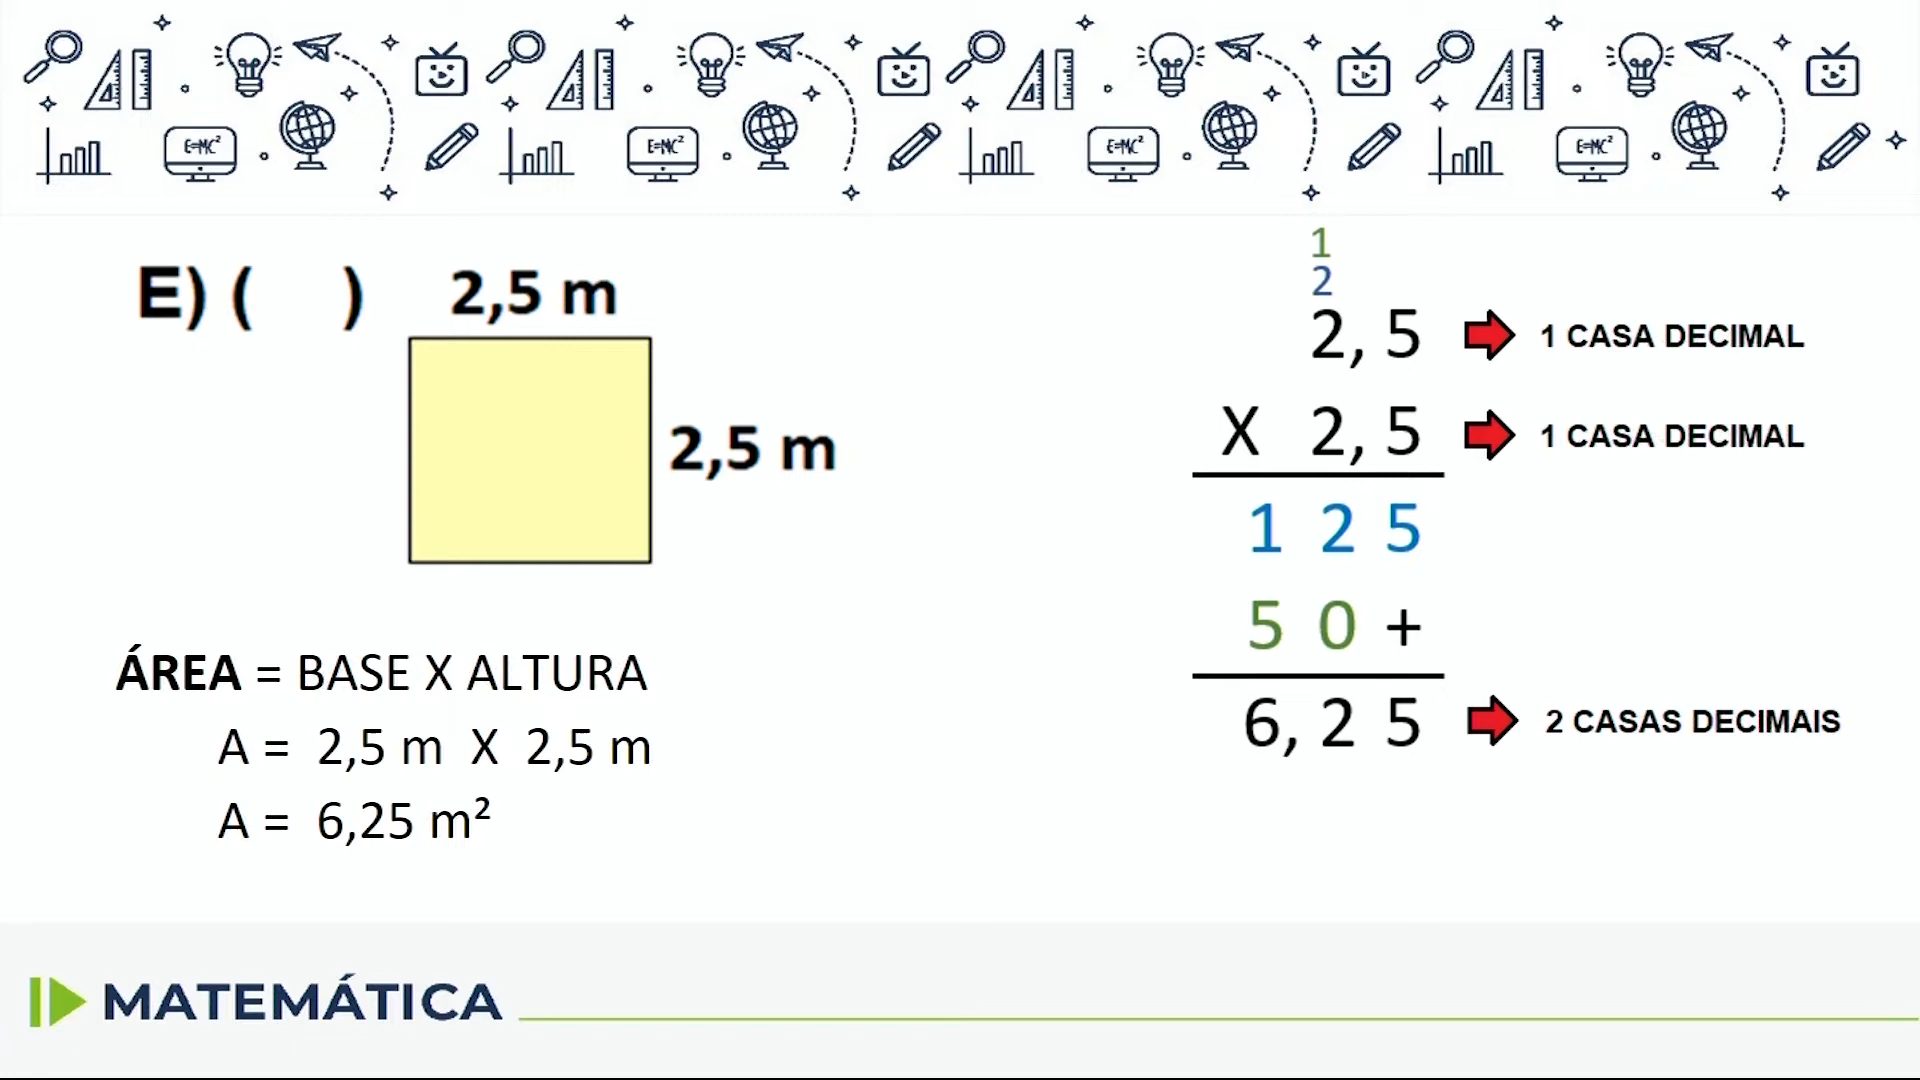 E=MC² E=MC² E=MC² E=MC²
E) ( ) 2,5 m
2,5 m
ÁREA = BASE X ALTURA
A = 2,5 m X 2,5 m
A = 6,25 m²
1
2
2,5 1 CASA DECIMAL
X 2,5 1 CASA DECIMAL
1 2 5
5 0 +
6,2 5 2 CASAS DECIMAIS
MATEMÁTICA